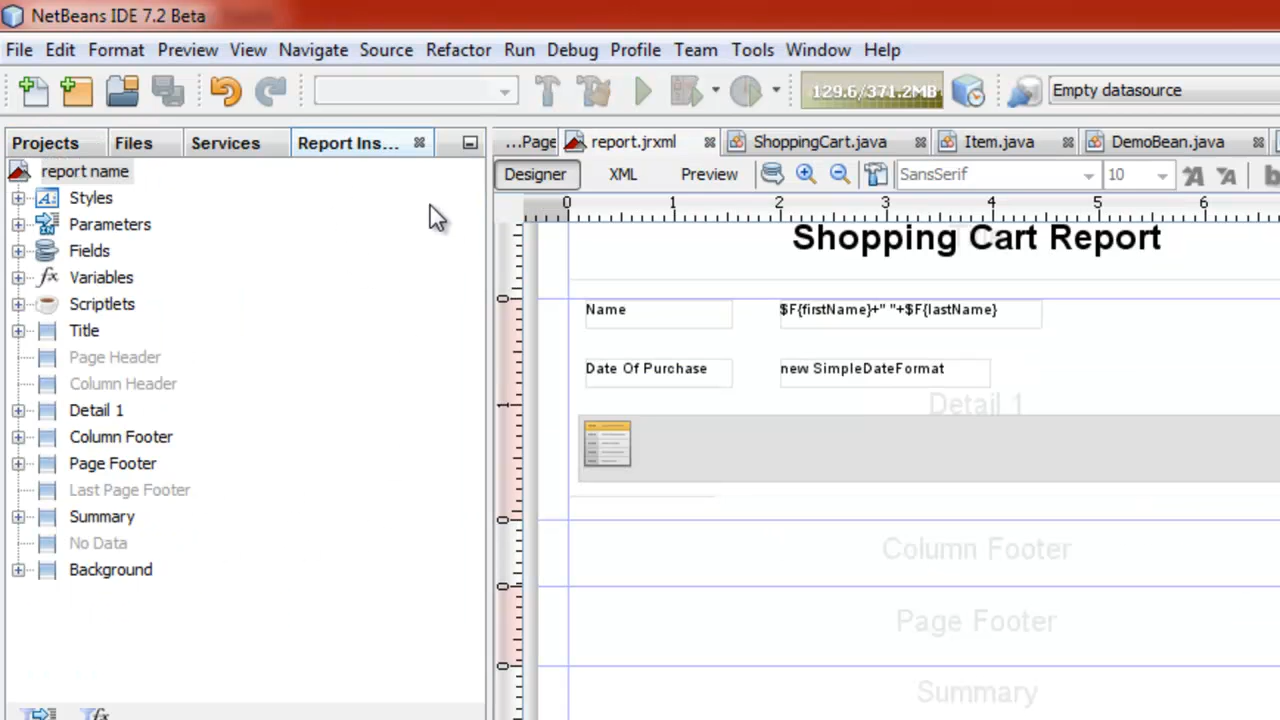 NetBeans IDE 7.2 Beta
File Edit Format Preview View Navigate Source Refactor Run Debug Profile Team Tools Window Help
129.6/371.2MB
Empty datasource
Projects Files Services Report Ins...
...Page report.jrxml ShoppingCart.java Item.java DemoBean.java
Designer XML Preview SansSerif 10
report name
Styles
Parameters
Fields
Variables
Scriptlets
Title
Page Header
Column Header
Detail 1
Column Footer
Page Footer
Last Page Footer
Summary
No Data
Background
0 1 2 3 4 5 6
Shopping Cart Report
0
Name $F{firstName}+" "+$F{lastName}
Date Of Purchase new SimpleDateFormat
1
Detail 1
0
Column Footer
0
Page Footer
0
Summary